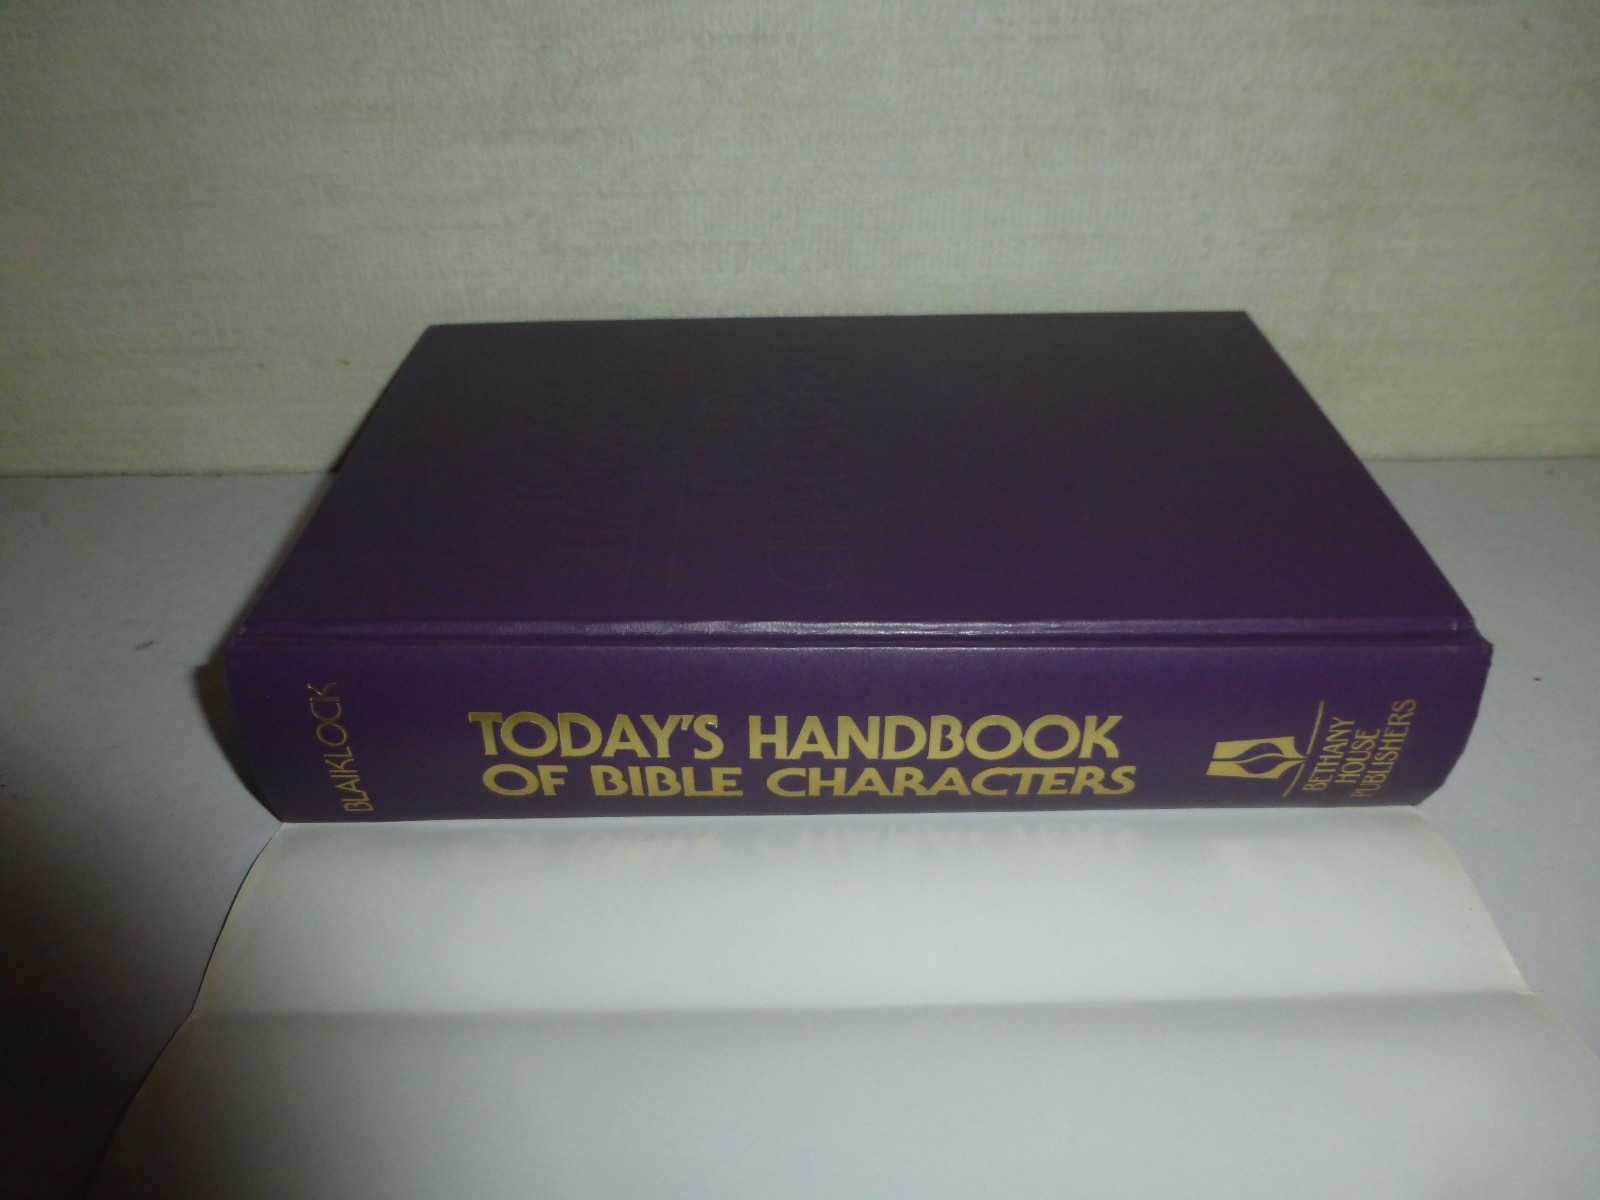 BLAIKLOCK
TODAY'S HANDBOOK
OF BIBLE CHARACTERS
BETHANY
HOUSE
PUBLISHERS